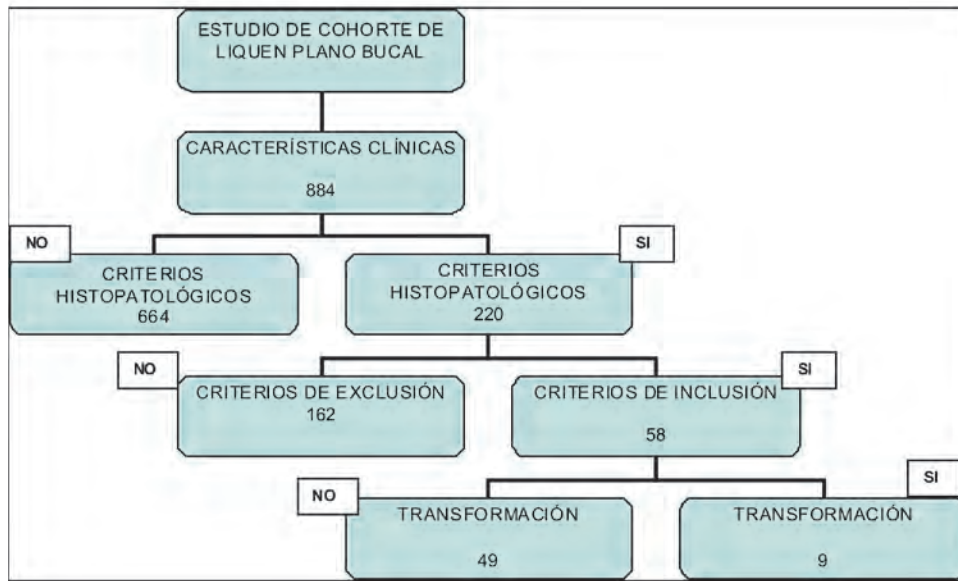 ESTUDIO DE COHORTE DE
LIQUEN PLANO BUCAL
CARACTERÍSTICAS CLÍNICAS
884
NO
CRITERIOS
HISTOPATOLÓGICOS
664
SI
CRITERIOS
HISTOPATOLÓGICOS
220
NO
CRITERIOS DE EXCLUSIÓN
162
SI
CRITERIOS DE INCLUSIÓN
58
NO
TRANSFORMACIÓN
49
SI
TRANSFORMACIÓN
9